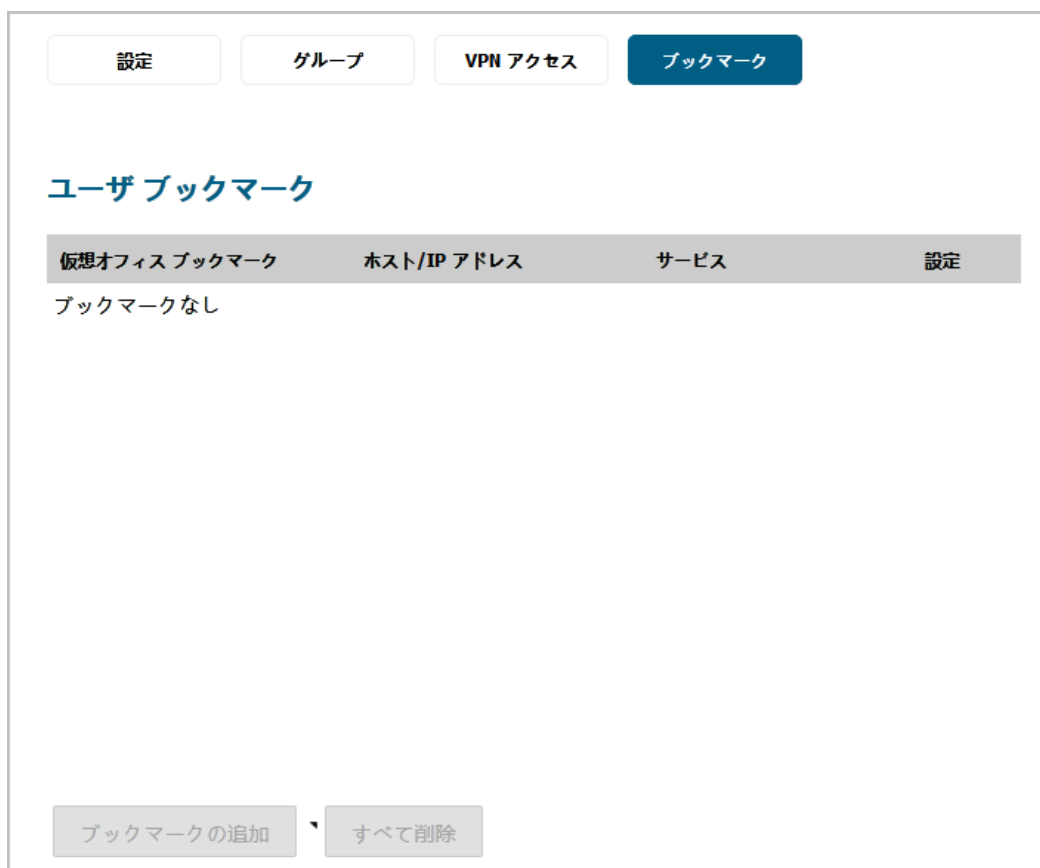 設定 グループ VPN アクセス ブックマーク
ユーザ ブックマーク
仮想オフィス ブックマーク ホスト/IP アドレス サービス 設定
ブックマークなし
ブックマークの追加 すべて削除